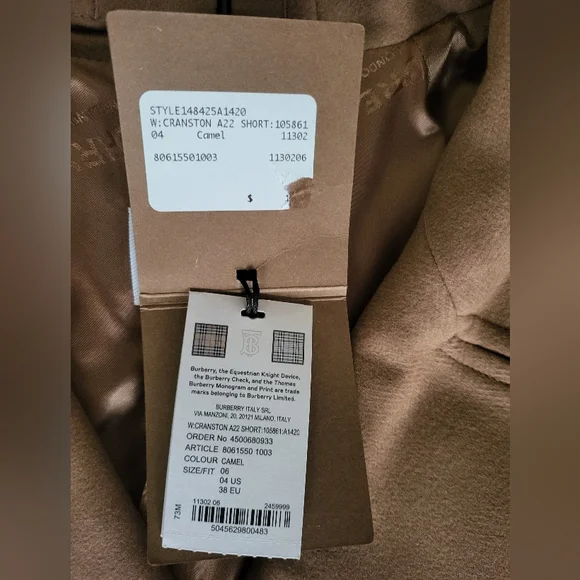 STYLE148425A1420
W:CRANSTON A22 SHORT:105861
04 Camel 11302
80615501003 1130206
$
Burberry, the Equestrian Knight Device,
the Burberry Check, and the Thomas
Burberry Monogram and Print are trade
marks belonging to Burberry Limited.
BURBERRY ITALY SRL
VIA MANZONI, 20, 20121 MILANO, ITALY
W:CRANSTON A22 SHORT:105861:A1420
ORDER No 4500680933
ARTICLE 8061550 1003
COLOUR CAMEL
SIZE/FIT 06
04 US
38 EU
73M
11302 06 2459999
5045629800483